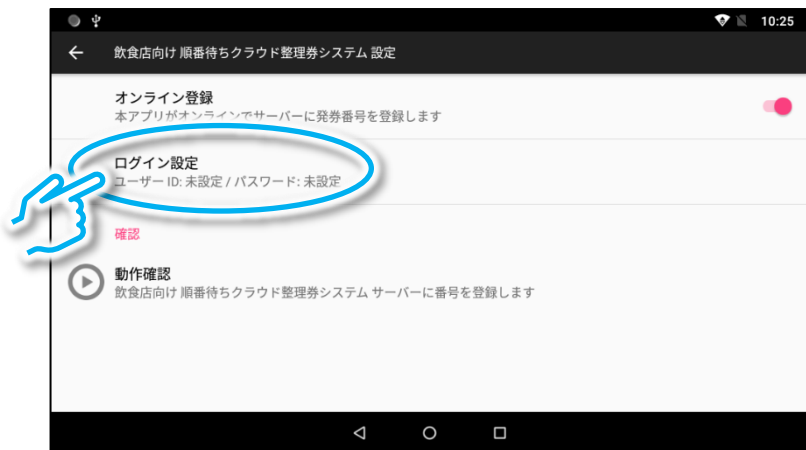 10:25
飲食店向け 順番待ちクラウド整理券システム 設定
オンライン登録
本アプリがオンラインでサーバーに発券番号を登録します
ログイン設定
ユーザー ID: 未設定 / パスワード: 未設定
確認
動作確認
飲食店向け 順番待ちクラウド整理券システム サーバーに番号を登録します